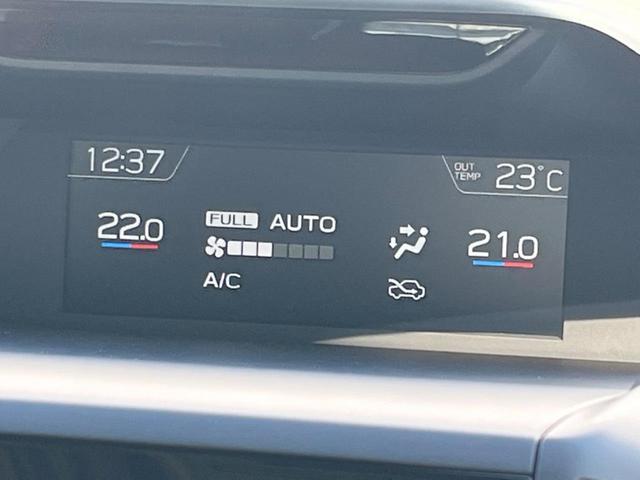 12:37
OUT TEMP 23°C
22.0
FULL AUTO
21.0
A/C